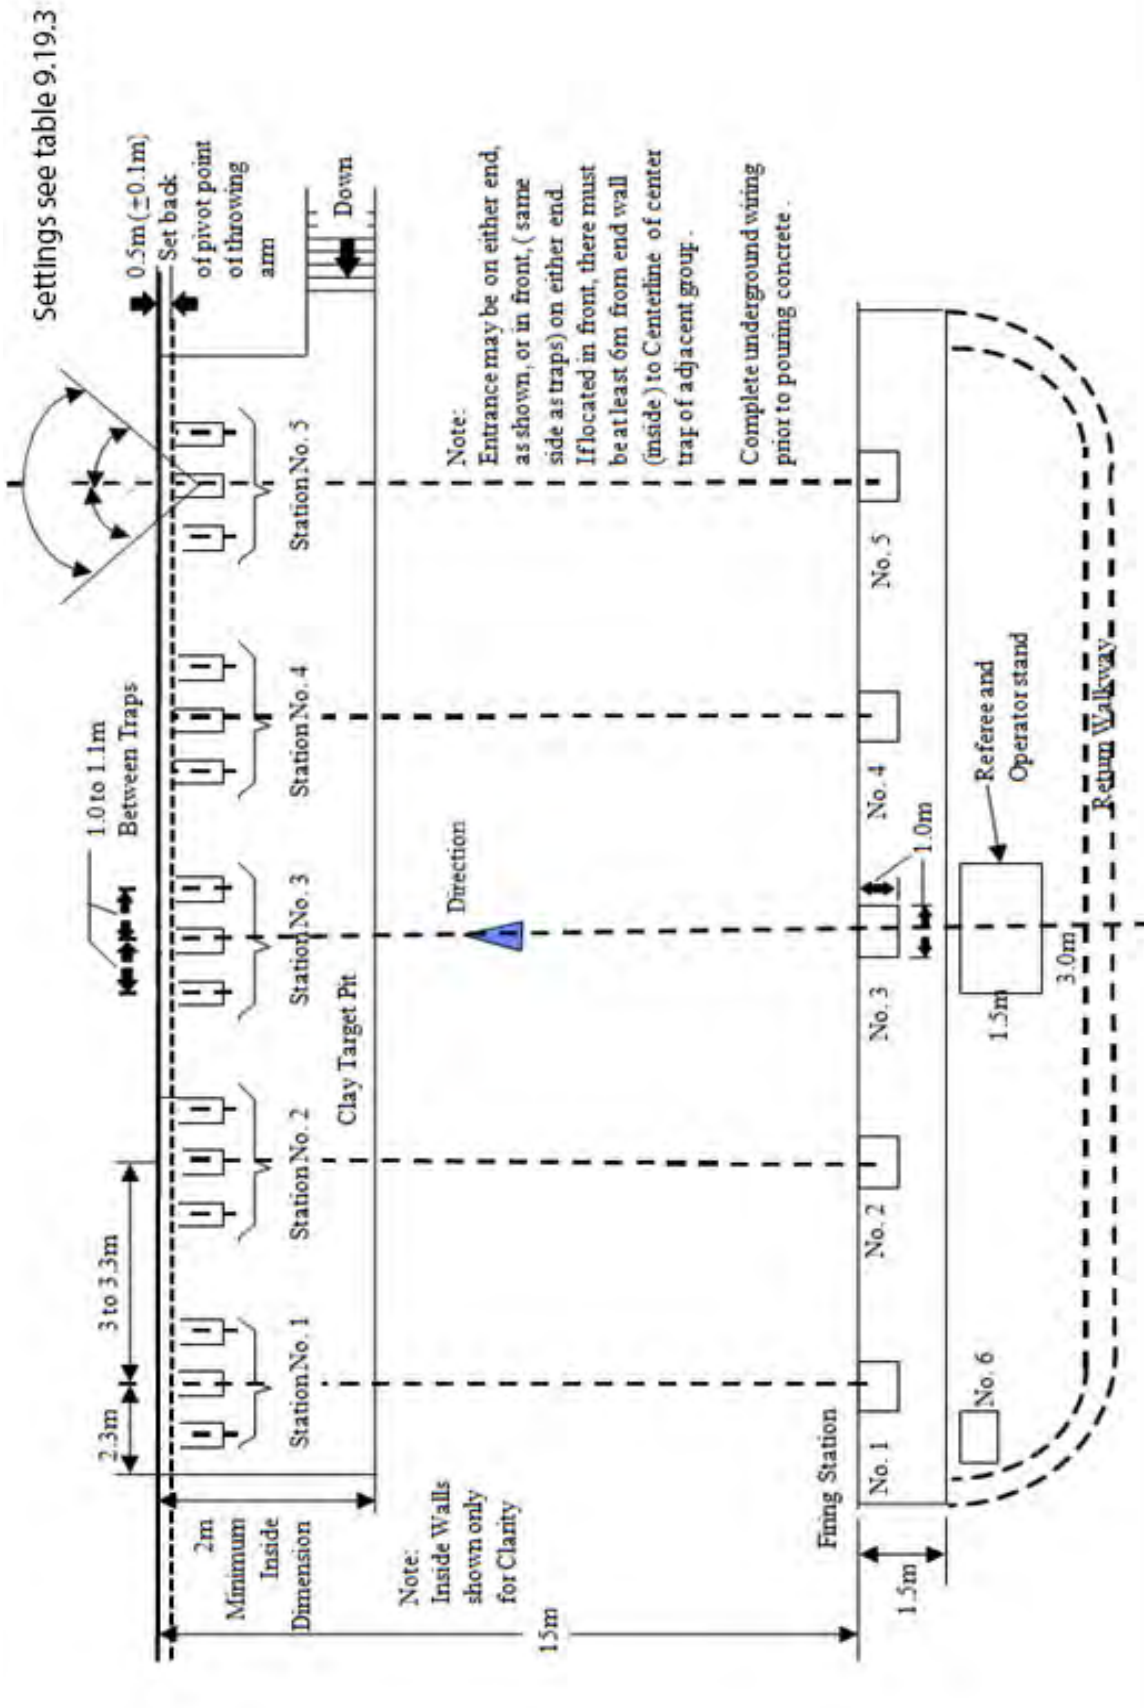 Settings see table 9.19.3
0.5m (±0.1m)
Set back
of pivot point
of throwing
arm
1.0 to 1.1m
Between Traps
3 to 3.3m
2.3m
2m
Minimum
Inside
Dimension
Station No. 1
Station No. 2
Station No. 3
Station No. 4
Station No. 5
Down
Clay Target Pit
Note:
Inside Walls
shown only
for Clarity
Direction
Note:
Entrance may be on either end,
as shown, or in front, ( same
side as traps) on either end.
If located in front, there must
be at least 6m from end wall
(inside) to Centerline of center
trap of adjacent group.
Complete underground wing
prior to pouring concrete.
15m
Firing Station
No. 1
No. 2
No. 3
No. 4
No. 5
1.0m
1.5m
No. 6
1.5m
3.0m
Referee and
Operator stand
Return Walkway